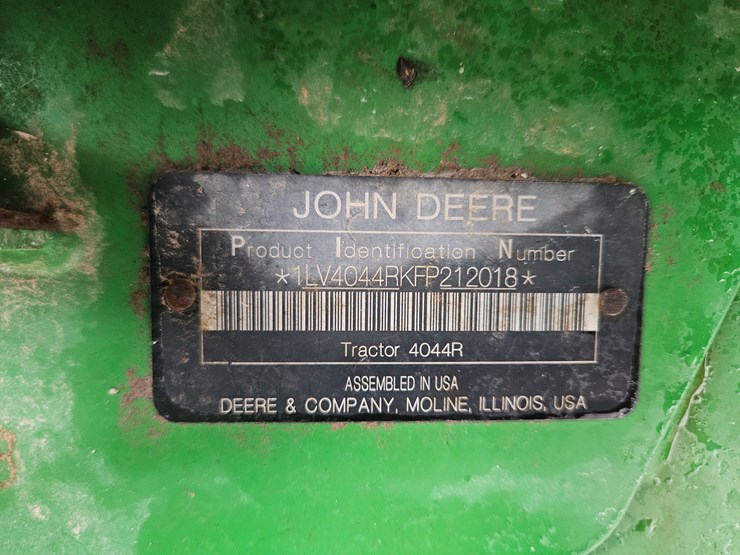 JOHN DEERE
Product Identification Number
*1LV4044RKFP212018*
Tractor 4044R
ASSEMBLED IN USA
DEERE & COMPANY, MOLINE, ILLINOIS, USA